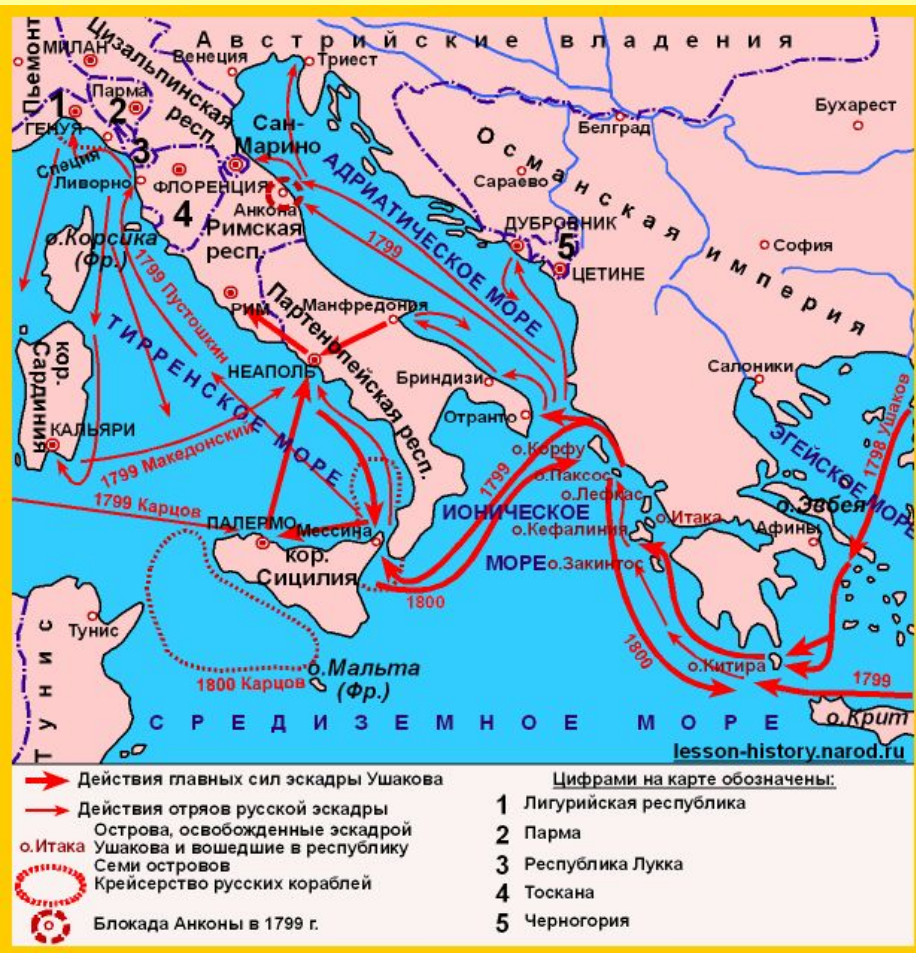 Австрийские владения
Пьемонт
МИЛАН
Цизальпинская
респ.
Венеция
Триест
Парма
1
2
ГЕНУЯ
3
Специя
Ливорно
ФЛОРЕНЦИЯ
4
Сан-
Марино
Анкона
Римская
респ.
АДРИАТИЧЕСКОЕ МОРЕ
1799
Белград
Бухарест
Османская империя
Сараево
ДУБРОВНИК
5
ЦЕТИНЕ
София
о.Корсика
(Фр.)
1799 Пустошкин
РИМ
Партенопейская респ.
Манфредония
НЕАПОЛЬ
Бриндизи
Отранто
Салоники
кор.
Сардиния
ТИРРЕНСКОЕ МОРЕ
КАЛЬЯРИ
1799 Македонский
1799 Карцов
ПАЛЕРМО
Мессина
кор.
Сицилия
1799
1800
о.Корфу
о.Паксос
о.Лефкас
ИОНИЧЕСКОЕ
о.Кефалиния
о.Итака
МОРЕ
о.Закинтос
ЭГЕЙСКОЕ МОРЕ
1798 Ушаков
о.Эвбея
Афины
Тунис
Тунис
о.Мальта
(Фр.)
1800 Карцов
1800
о.Китира
1799
о.Крит
СРЕДИЗЕМНОЕ МОРЕ
lesson-history.narod.ru
Действия главных сил эскадры Ушакова
Действия отряов русской эскадры
о.Итака
Острова, освобожденные эскадрой
Ушакова и вошедшие в республику
Семи островов
Крейсерство русских кораблей
Блокада Анконы в 1799 г.
Цифрами на карте обозначены:
1 Лигурийская республика
2 Парма
3 Республика Лукка
4 Тоскана
5 Черногория